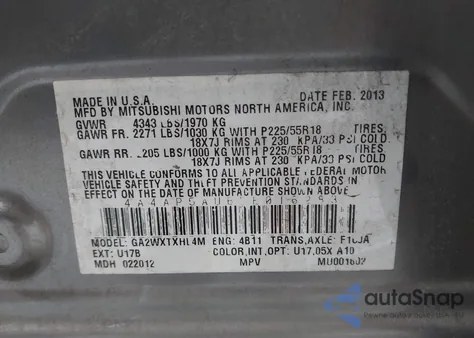 MADE IN U.S.A. DATE FEB. 2013
MFD BY MITSUBISHI MOTORS NORTH AMERICA, INC.
GVWR 4343 LBS/1970 KG
GAWR FR. 2271 LBS/1030 KG WITH P225/55R18 TIRES,
18X7J RIMS AT 230 KPA/33 PSI COLD
GAWR RR. 2205 LBS/1000 KG WITH P225/55R18 TIRES,
18X7J RIMS AT 230 KPA/33 PSI COLD
THIS VEHICLE CONFORMS TO ALL APPLICABLE FEDERAL MOTOR
VEHICLE SAFETY AND THEFT PREVENTION STANDARDS IN EFFECT
ON THE DATE OF MANUFACTURE SHOWN ABOVE.
MODEL: GA2WXTXHL4M ENG: 4B11 TRANS,AXLE: F1CJA
EXT: U17B COLOR,INT,OPT: U17,05X A10
MDH 022012 MPV
autoSnap